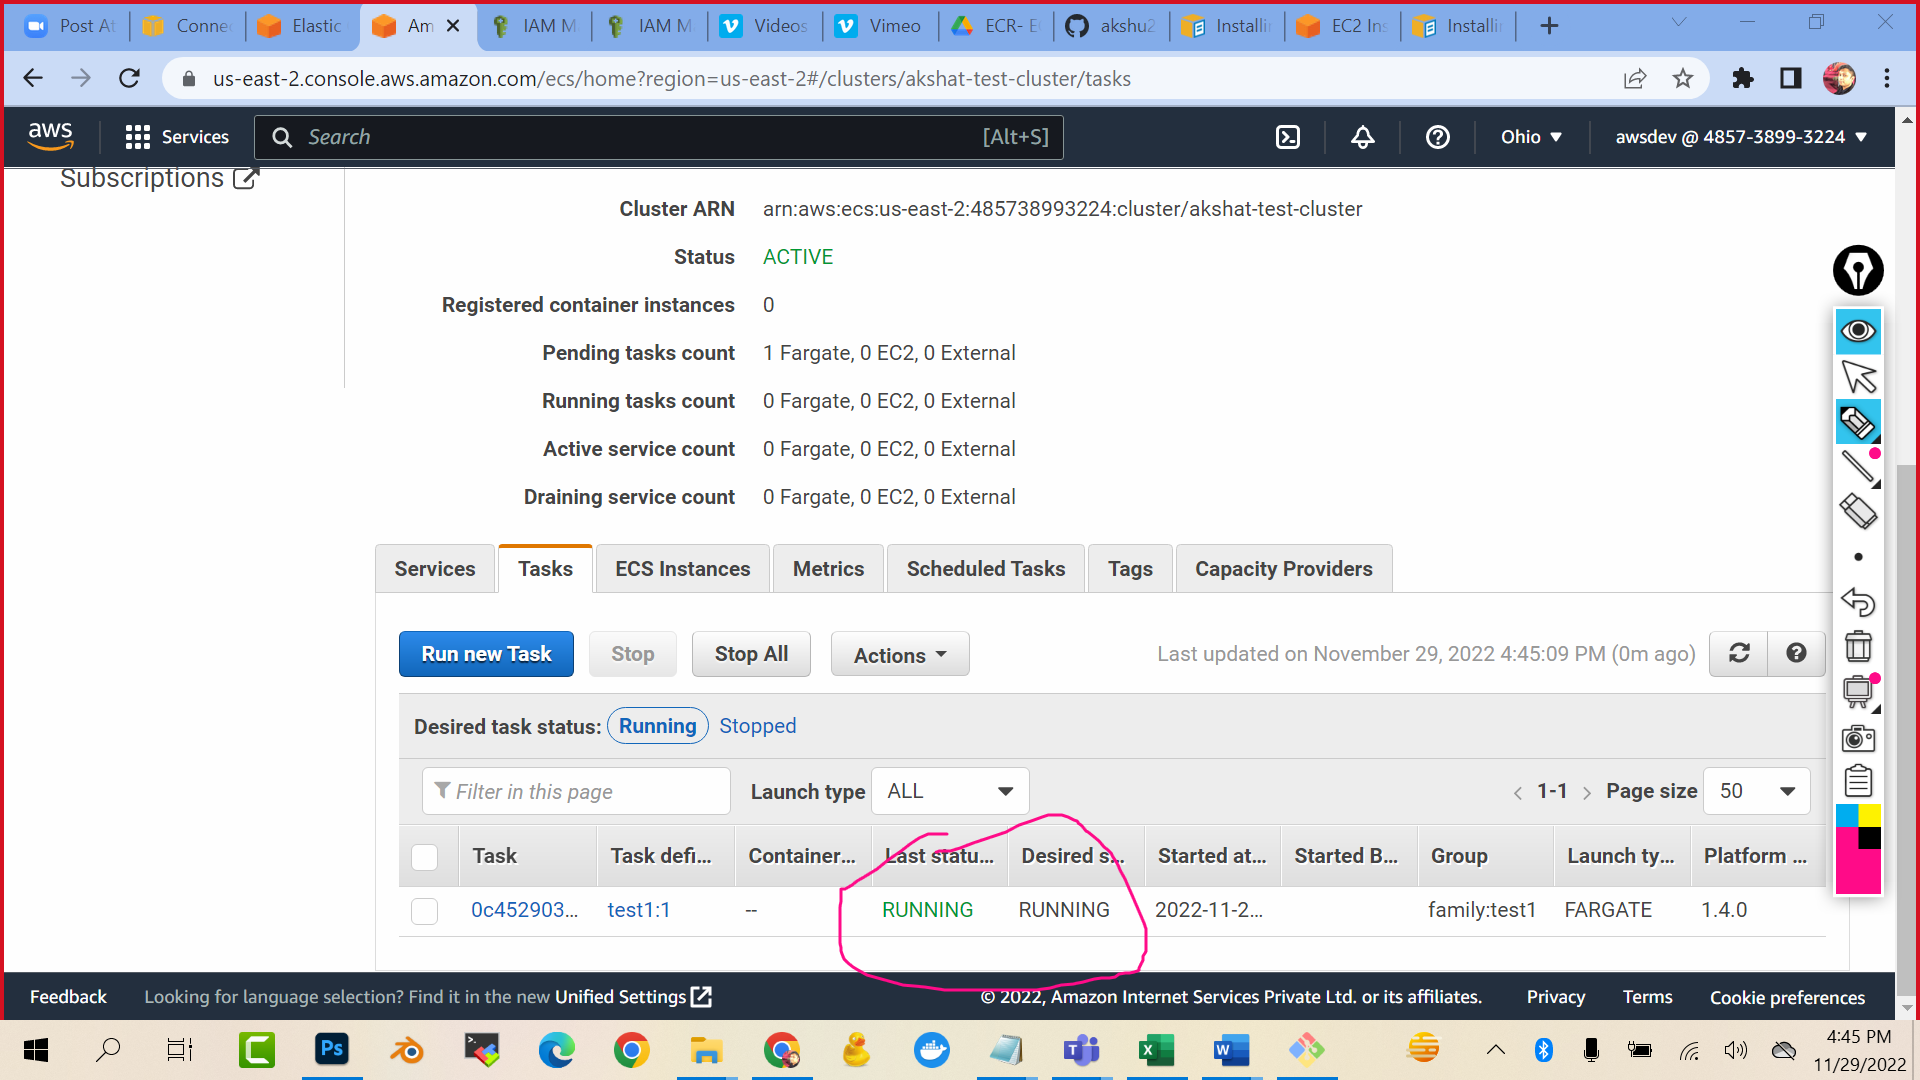 Post At
Conne
Elastic
Am
IAM M
IAM M
Videos
Vimeo
ECR- E
akshu2
Installi
EC2 Ins
Installi
us-east-2.console.aws.amazon.com/ecs/home?region=us-east-2#/clusters/akshat-test-cluster/tasks
aws Services Search [Alt+S] Ohio awsdev @ 4857-3899-3224
Subscriptions
Cluster ARN arn:aws:ecs:us-east-2:485738993224:cluster/akshat-test-cluster
Status ACTIVE
Registered container instances 0
Pending tasks count 1 Fargate, 0 EC2, 0 External
Running tasks count 0 Fargate, 0 EC2, 0 External
Active service count 0 Fargate, 0 EC2, 0 External
Draining service count 0 Fargate, 0 EC2, 0 External
Services Tasks ECS Instances Metrics Scheduled Tasks Tags Capacity Providers
Run new Task Stop Stop All Actions Last updated on November 29, 2022 4:45:09 PM (0m ago)
Desired task status: Running Stopped
Filter in this page Launch type ALL < 1-1 > Page size 50
Task Task defi... Container... Last statu... Desired s... Started at... Started B... Group Launch ty... Platform ...
0c452903... test1:1 -- RUNNING RUNNING 2022-11-2... family:test1 FARGATE 1.4.0
Feedback Looking for language selection? Find it in the new Unified Settings © 2022, Amazon Internet Services Private Ltd. or its affiliates. Privacy Terms Cookie preferences
Ps
4:45 PM
11/29/2022